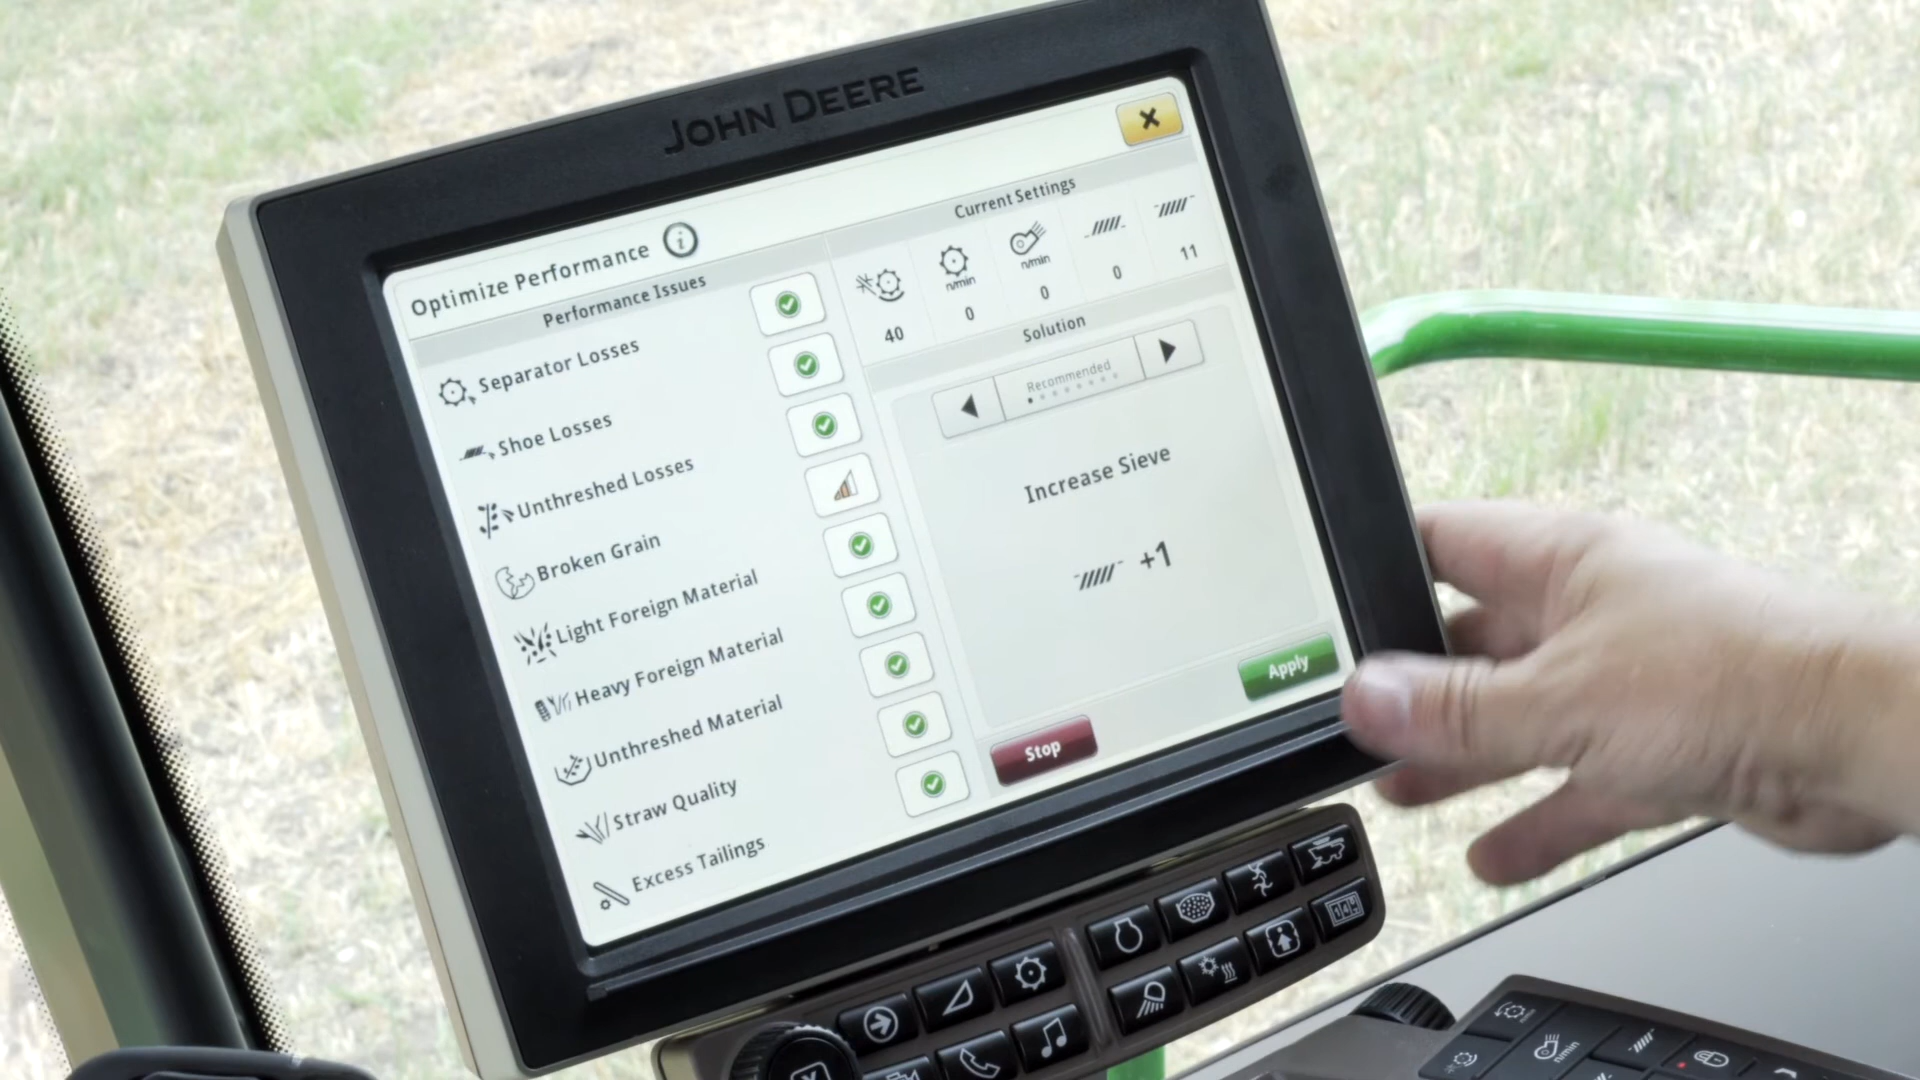 JOHN DEERE
Optimize Performance
Performance Issues
Separator Losses
Shoe Losses
Unthreshed Losses
Broken Grain
Light Foreign Material
Heavy Foreign Material
Unthreshed Material
Straw Quality
Excess Tailings
Current Settings
n/min
n/min
40
0
0
0
11
Solution
Recommended
Increase Sieve
+1
Stop
Apply
n/min